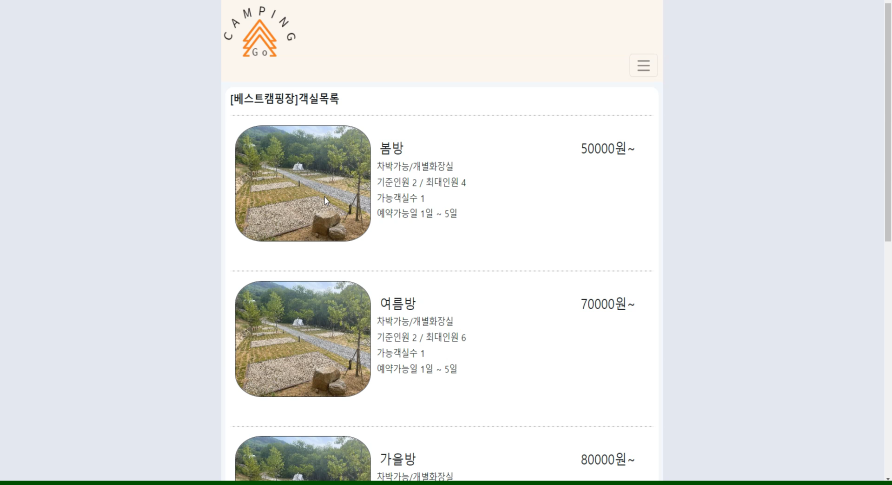 CAMPING
Go
[베스트캠핑장]객실목록
봄방
50000원~
차박가능/개별화장실
기준인원 2 / 최대인원 4
가능객실수 1
예약가능일 1일 ~ 5일
여름방
70000원~
차박가능/개별화장실
기준인원 2 / 최대인원 6
가능객실수 1
예약가능일 1일 ~ 5일
가을방
80000원~
차박가능/개별화장실